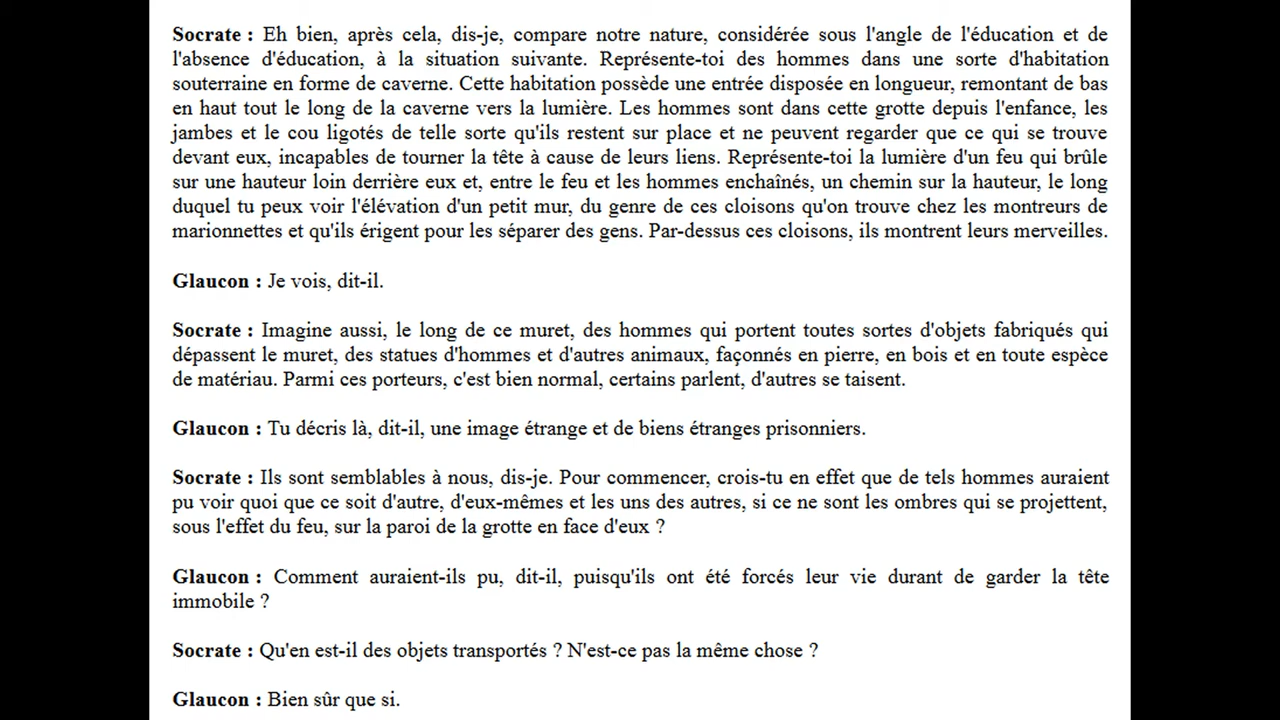 Socrate : Eh bien, après cela, dis-je, compare notre nature, considérée sous l'angle de l'éducation et de
l'absence d'éducation, à la situation suivante. Représente-toi des hommes dans une sorte d'habitation
souterraine en forme de caverne. Cette habitation possède une entrée disposée en longueur, remontant de bas
en haut tout le long de la caverne vers la lumière. Les hommes sont dans cette grotte depuis l'enfance, les
jambes et le cou ligotés de telle sorte qu'ils restent sur place et ne peuvent regarder que ce qui se trouve
devant eux, incapables de tourner la tête à cause de leurs liens. Représente-toi la lumière d'un feu qui brûle
sur une hauteur loin derrière eux et, entre le feu et les hommes enchaînés, un chemin sur la hauteur, le long
duquel tu peux voir l'élévation d'un petit mur, du genre de ces cloisons qu'on trouve chez les montreurs de
marionnettes et qu'ils érigent pour les séparer des gens. Par-dessus ces cloisons, ils montrent leurs merveilles.
Glaucon : Je vois, dit-il.
Socrate : Imagine aussi, le long de ce muret, des hommes qui portent toutes sortes d'objets fabriqués qui
dépassent le muret, des statues d'hommes et d'autres animaux, façonnés en pierre, en bois et en toute espèce
de matériau. Parmi ces porteurs, c'est bien normal, certains parlent, d'autres se taisent.
Glaucon : Tu décris là, dit-il, une image étrange et de biens étranges prisonniers.
Socrate : Ils sont semblables à nous, dis-je. Pour commencer, crois-tu en effet que de tels hommes auraient
pu voir quoi que ce soit d'autre, d'eux-mêmes et les uns des autres, si ce ne sont les ombres qui se projettent,
sous l'effet du feu, sur la paroi de la grotte en face d'eux ?
Glaucon : Comment auraient-ils pu, dit-il, puisqu'ils ont été forcés leur vie durant de garder la tête
immobile ?
Socrate : Qu'en est-il des objets transportés ? N'est-ce pas la même chose ?
Glaucon : Bien sûr que si.